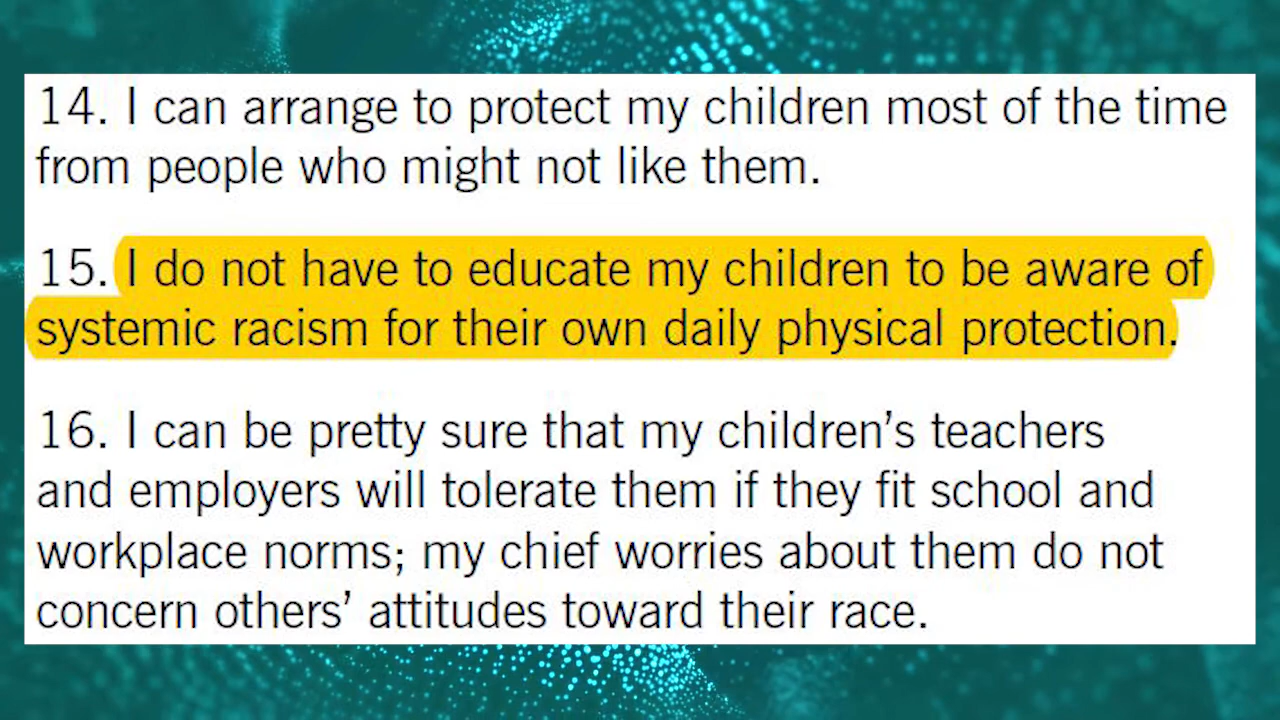 14. I can arrange to protect my children most of the time
from people who might not like them.
15. I do not have to educate my children to be aware of
systemic racism for their own daily physical protection.
16. I can be pretty sure that my children’s teachers
and employers will tolerate them if they fit school and
workplace norms; my chief worries about them do not
concern others’ attitudes toward their race.